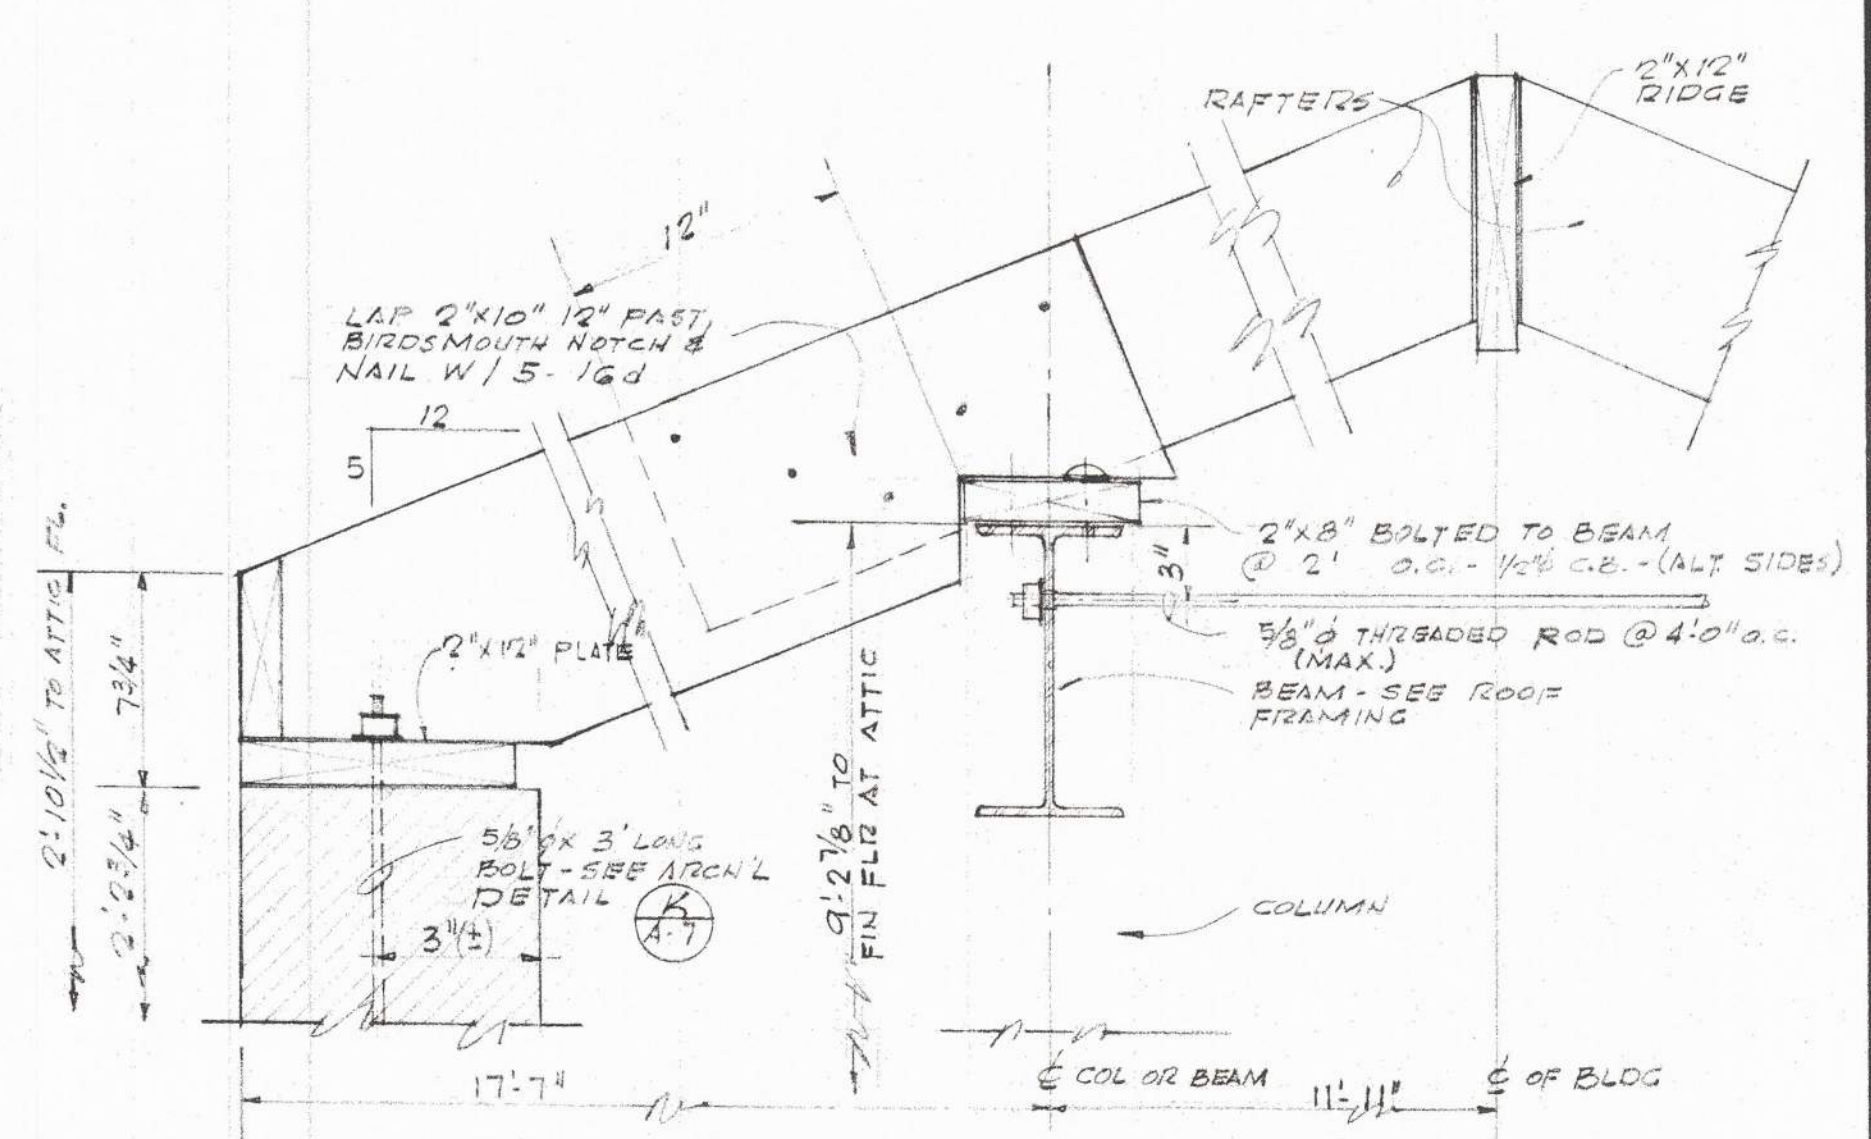 2"X12"
RIDGE
RAFTERS
12"
LAP 2"X10" 12" PAST
BIRDSMOUTH NOTCH &
NAIL W/ 5-16d
12
5
2"X8" BOLTED TO BEAM
@ 2' O.C. - 1/2"ϕ C.B. - (ALT. SIDES)
3"
5/8"ϕ THREADED ROD @ 4'-0" O.C.
(MAX.)
BEAM - SEE ROOF
FRAMING
2"X12" PLATE
2'-10 1/2" TO ATTIC FL.
7 3/4"
2'-2 3/4"
9'-2 7/8" TO
FIN FLR AT ATTIC
5/8"ϕ X 3' LONG
BOLT - SEE ARCH'L
DETAIL
K
A-7
3"(±)
COLUMN
17'-7"
℄ COL OR BEAM
11'-11"
℄ OF BLDG